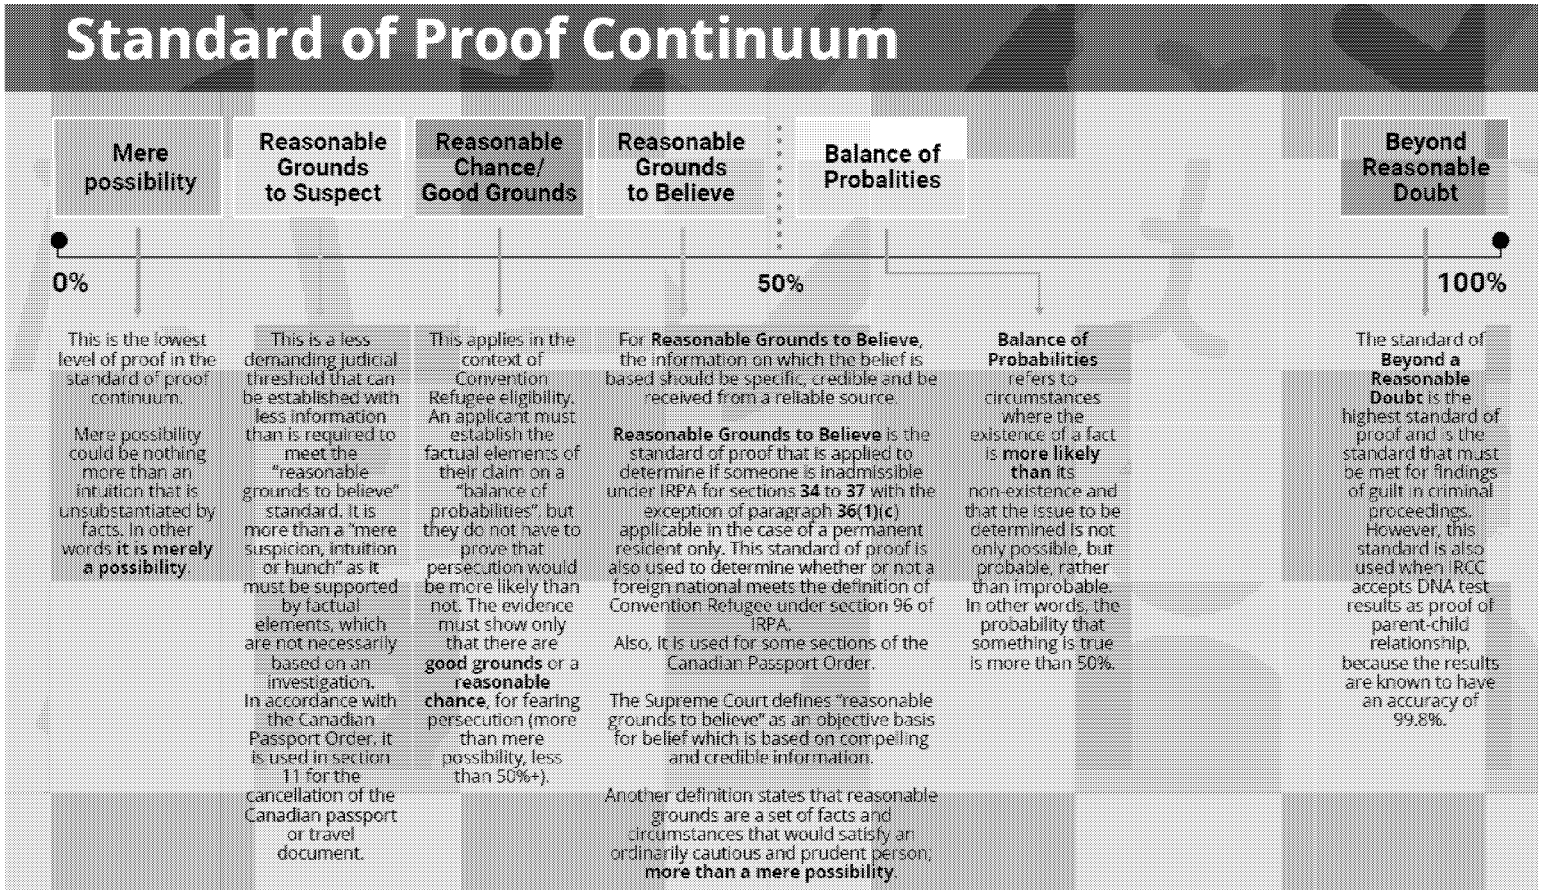 Standard of Proof Continuum
Mere
possibility
Reasonable
Grounds
to Suspect
Reasonable
Chance/
Good Grounds
Reasonable
Grounds
to Believe
Balance of
Probalities
Beyond
Reasonable
Doubt
0%
50%
100%
This is the lowest
level of proof in the
standard of proof
continuum.
Mere possibility
could be nothing
more than an
intuition that is
unsubstantiated by
facts. In other
words it is merely
a possibility.
This is a less
demanding judicial
threshold that can
be established with
less information
than is required to
meet the
"reasonable
grounds to believe"
standard. It is
more than a "mere
suspicion, intuition
or hunch" as it
must be supported
by factual
elements, which
are not necessarily
based on an
investigation.
In accordance with
the Canadian
Passport Order, it
is used in section
11 for the
cancellation of the
Canadian passport
or travel
document.
This applies in the
context of
Convention
Refugee eligibility.
An applicant must
establish the
factual elements of
their claim on a
"balance of
probabilities", but
they do not have to
prove that
persecution would
be more likely than
not. The evidence
must show only
that there are
good grounds or a
reasonable
chance, for fearing
persecution (more
than mere
possibility, less
than 50%+).
For Reasonable Grounds to Believe,
the information on which the belief is
based should be specific, credible and be
received from a reliable source.
Reasonable Grounds to Believe is the
standard of proof that is applied to
determine if someone is inadmissible
under IRPA for sections 34 to 37 with the
exception of paragraph 36(1)(c)
applicable in the case of a permanent
resident only. This standard of proof is
also used to determine whether or not a
foreign national meets the definition of
Convention Refugee under section 96 of
IRPA.
Also, it is used for some sections of the
Canadian Passport Order.
The Supreme Court defines "reasonable
grounds to believe" as an objective basis
for belief which is based on compelling
and credible information.
Another definition states that reasonable
grounds are a set of facts and
circumstances that would satisfy an
ordinarily cautious and prudent person;
more than a mere possibility.
Balance of
Probabilities
refers to
circumstances
where the
existence of a fact
is more likely
than its
non-existence and
that the issue to be
determined is not
only possible, but
probable, rather
than improbable.
In other words, the
probability that
something is true
is more than 50%.
The standard of
Beyond a
Reasonable
Doubt is the
highest standard of
proof and is the
standard that must
be met for findings
of guilt in criminal
proceedings.
However, this
standard is also
used when IRCC
accepts DNA test
results as proof of
parent-child
relationship,
because the results
are known to have
an accuracy of
99.8%.